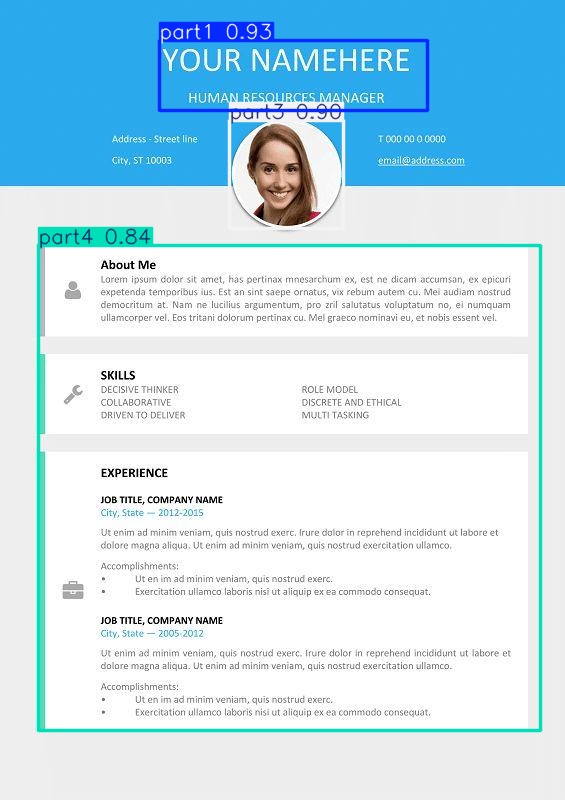 part1 0.93
YOUR NAMEHERE
HUMAN RESOURCES MANAGER
part3 0.90
Address - Street line
T 000 00 0 0000
City, ST 10003
email@address.com
part4 0.84
About Me
Lorem ipsum dolor sit amet, has pertinax mnesarchum ex, est ne dicam accumsan, ex expicuri
expetenda temporibus usu. Est an sint saepe ornatus, vix rebum autem cu. Mei audiam nostrud
democritum at. Nam ne lucilius argumentum, pro zril salutatus voluptatum no, ei numquam
ullamcorper vel. Eos tritani dolorum pertinax cu. Mel graeco nominavi eu, et nobis essent vel.
SKILLS
DECISIVE THINKER
COLLABORATIVE
DRIVEN TO DELIVER
ROLE MODEL
DISCRETE AND ETHICAL
MULTI TASKING
EXPERIENCE
JOB TITLE, COMPANY NAME
City, State — 2012-2015
Ut enim ad minim veniam, quis nostrud exerc. Irure dolor in reprehend incididunt ut labore et
dolore magna aliqua. Ut enim ad minim veniam, quis nostrud exercitation ullamco.
Accomplishments:
• Ut en im ad minim veniam, quis nostrud exerc.
• Exercitation ullamco laboris nisi ut aliquip ex ea commodo consequat.
JOB TITLE, COMPANY NAME
City, State — 2005-2012
Ut enim ad minim veniam, quis nostrud exerc. Irure dolor in reprehend incididunt ut labore et
dolore magna aliqua. Ut enim ad minim veniam, quis nostrud exercitation ullamco.
Accomplishments:
• Ut en im ad minim veniam, quis nostrud exerc.
• Exercitation ullamco laboris nisi ut aliquip ex ea commodo consequat.